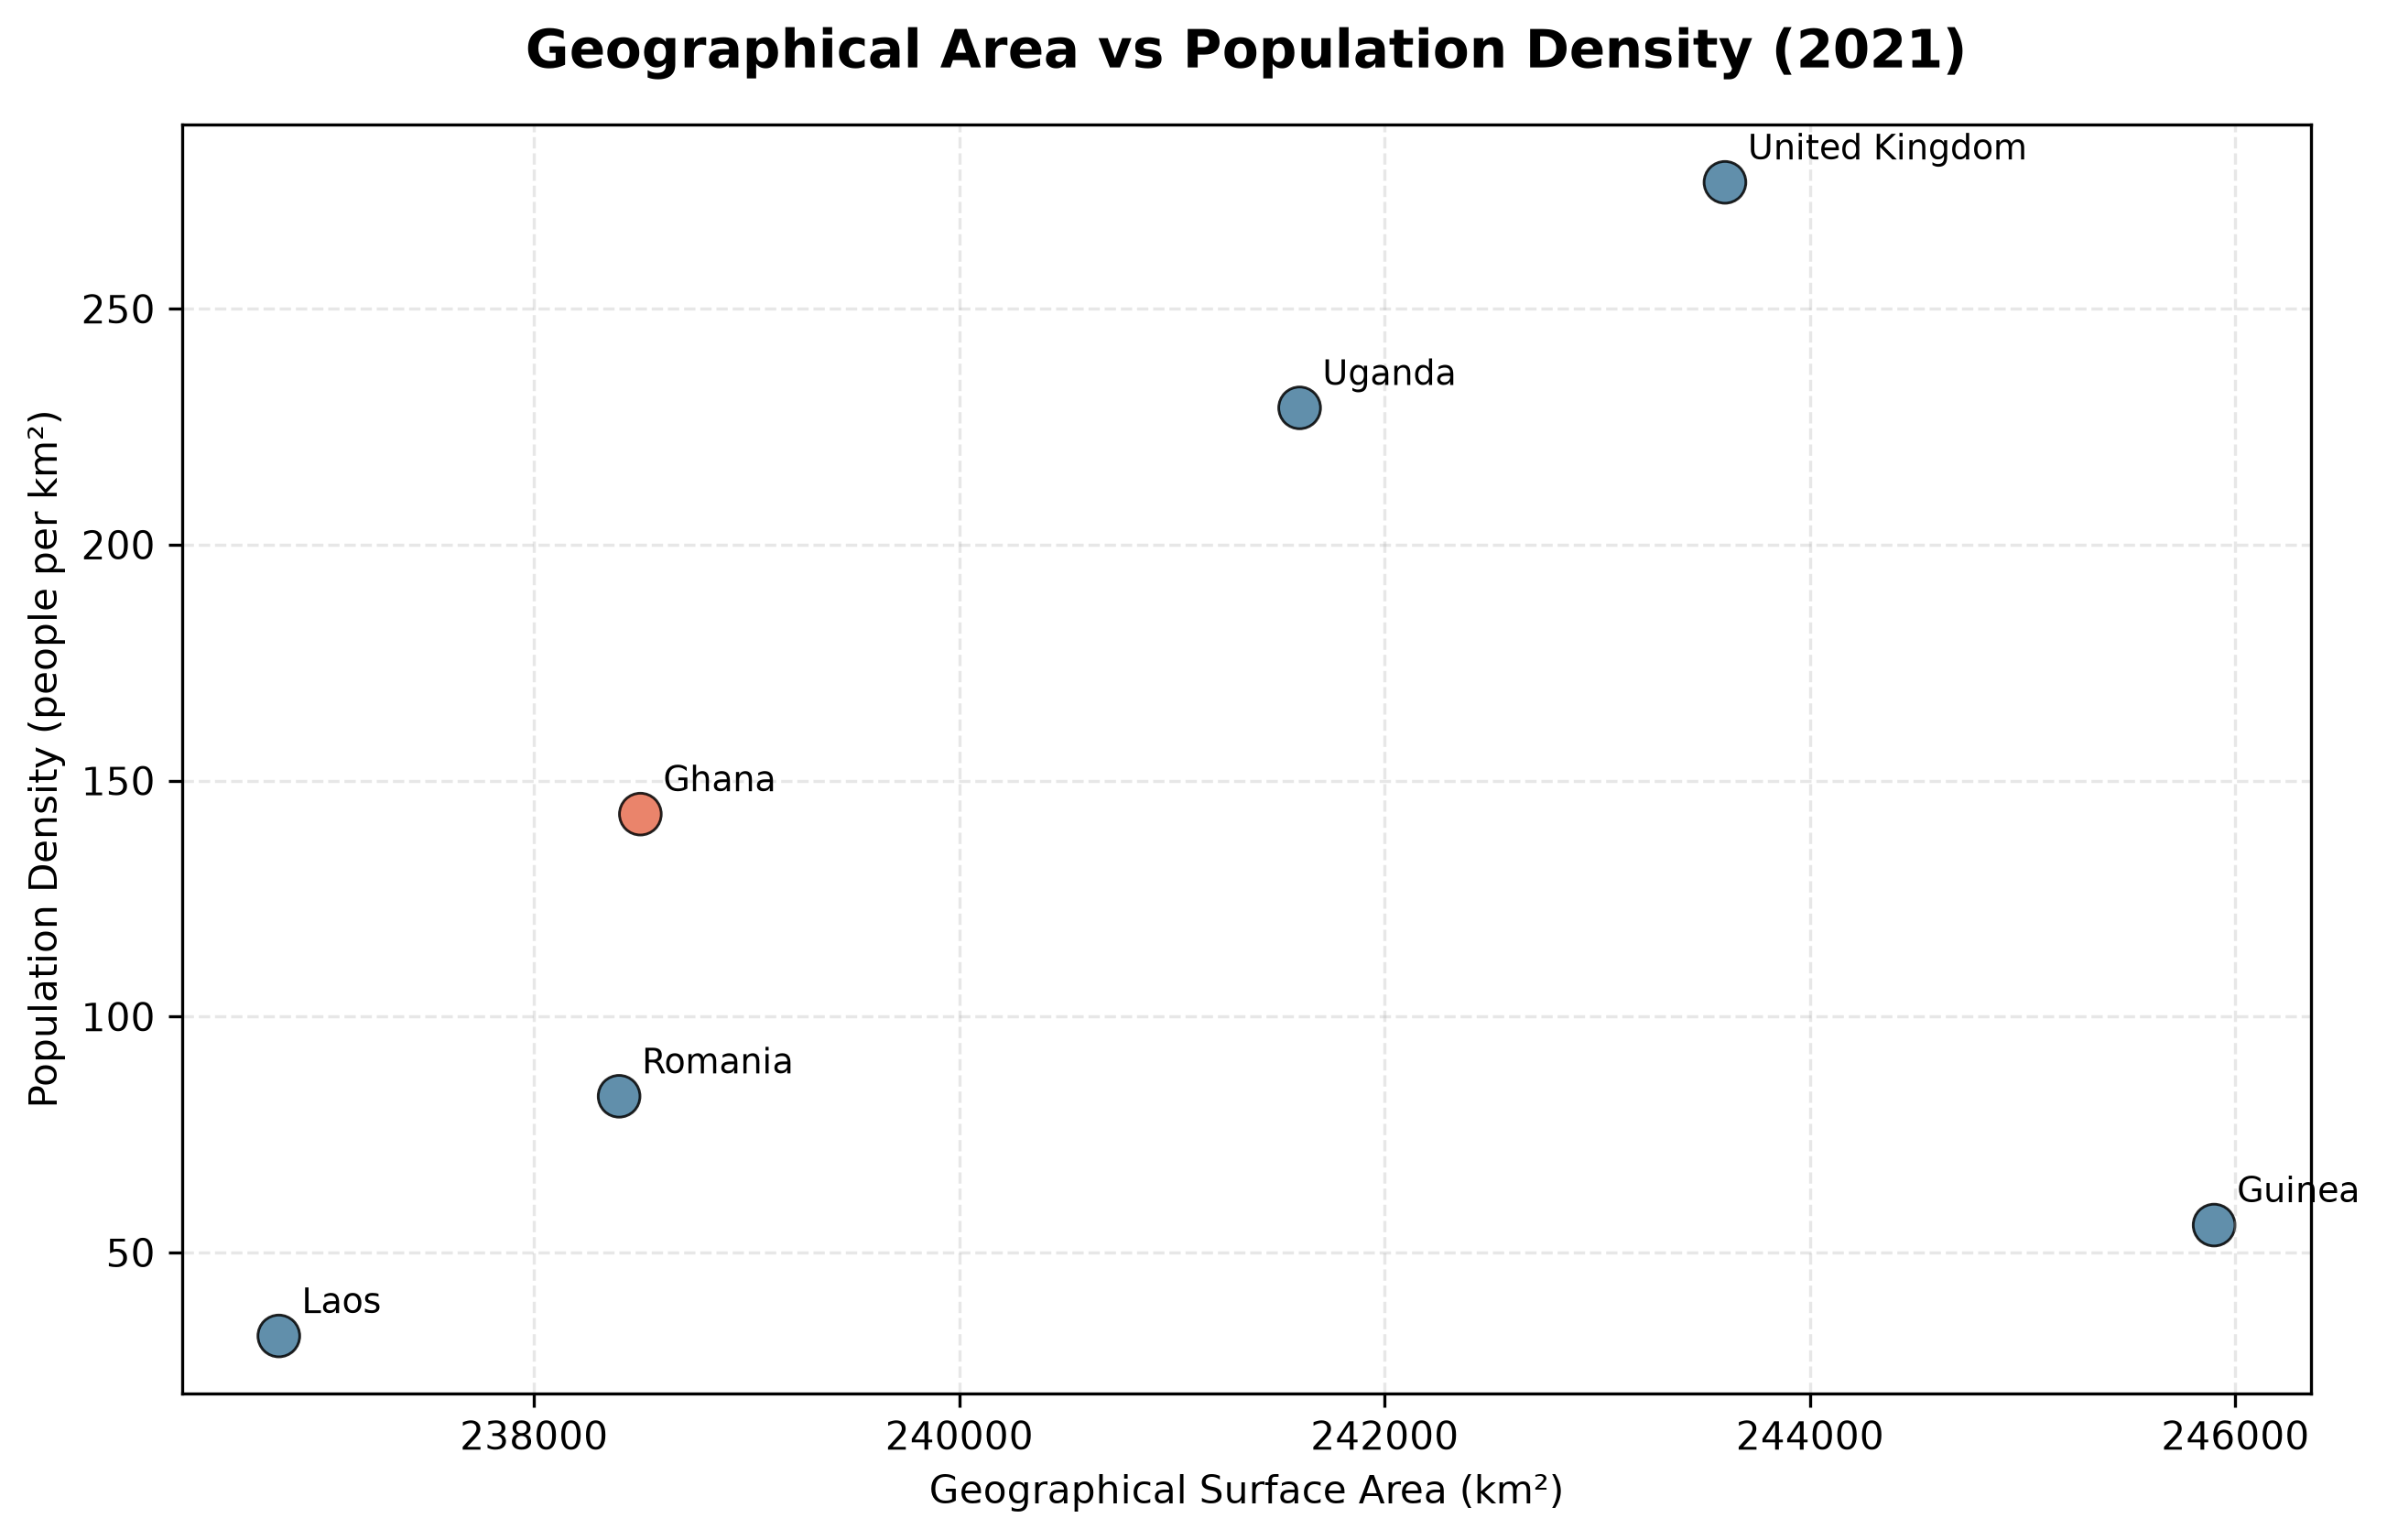 Geographical Area vs Population Density (2021)
United Kingdom
250
Uganda
200
Population Density (people per km²)
Ghana
150
100
Romania
Guinea
50
Laos
238000 240000 242000 244000 246000
Geographical Surface Area (km²)